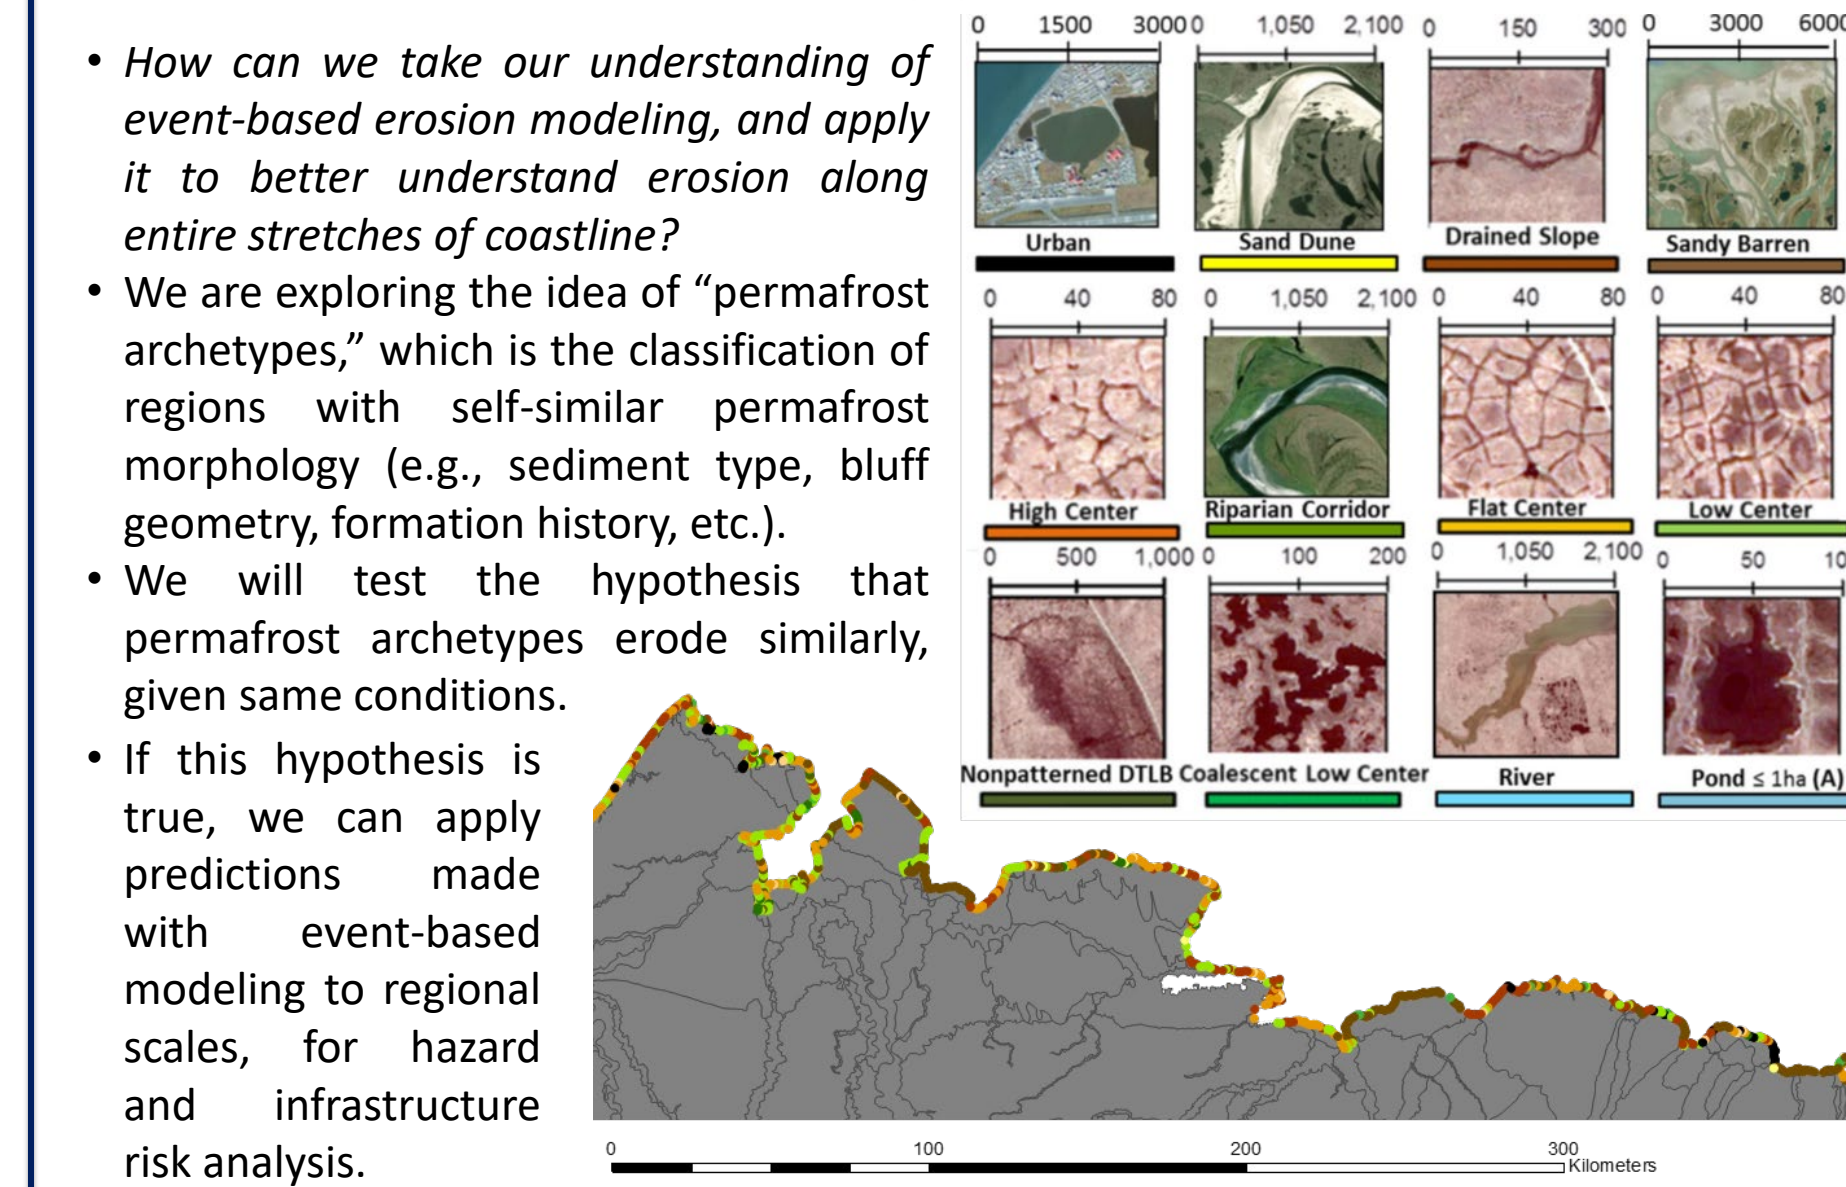 • How can we take our understanding of
event-based erosion modeling, and apply
it to better understand erosion along
entire stretches of coastline?
• We are exploring the idea of “permafrost
archetypes,” which is the classification of
regions with self-similar permafrost
morphology (e.g., sediment type, bluff
geometry, formation history, etc.).
• We will test the hypothesis that
permafrost archetypes erode similarly,
given same conditions.
• If this hypothesis is
true, we can apply
predictions made
with event-based
modeling to regional
scales, for hazard
and infrastructure
risk analysis.
0 1500 3000 0 1,050 2,100 0 150 300 0 3000 6000
Urban Sand Dune Drained Slope Sandy Barren
0 40 80 0 1,050 2,100 0 40 80 0 40 80
High Center Riparian Corridor Flat Center Low Center
0 500 1,000 0 100 200 0 1,050 2,100 0 50 10
Nonpatterned DTLB Coalescent Low Center River Pond ≤ 1ha (A)
0 100 200 300
Kilometers